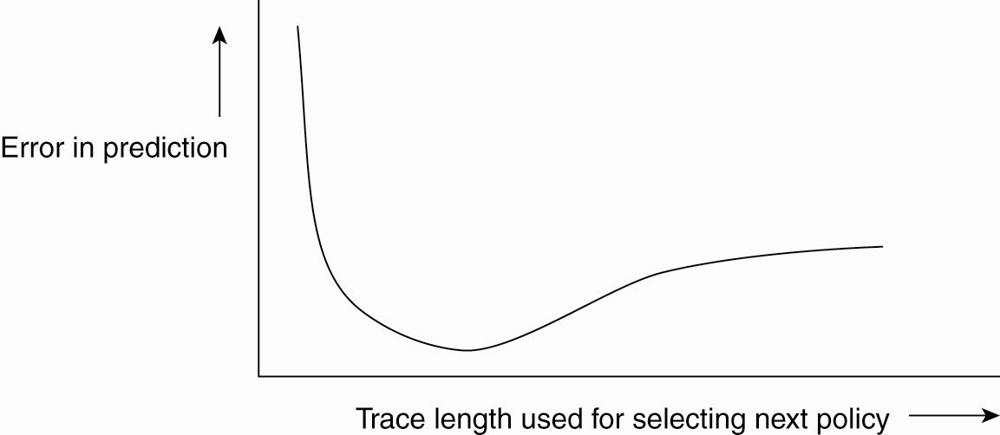 Error in prediction
Trace length used for selecting next policy